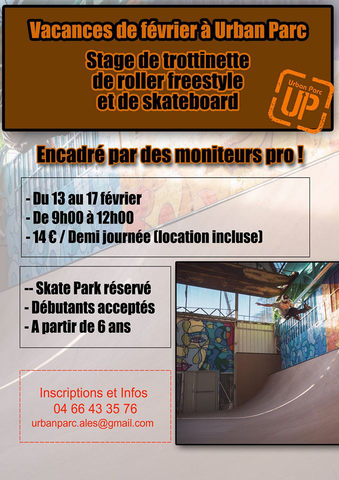 Vacances de février à Urban Parc
Stage de trottinette
de roller freestyle
et de skateboard
Urban Parc
UP
Encadré par des moniteurs pro !
- Du 13 au 17 février
- De 9h00 à 12h00
- 14 € / Demi journée (location incluse)
-- Skate Park réservé
- Débutants acceptés
- A partir de 6 ans
Inscriptions et Infos
04 66 43 35 76
urbanparc.ales@gmail.com